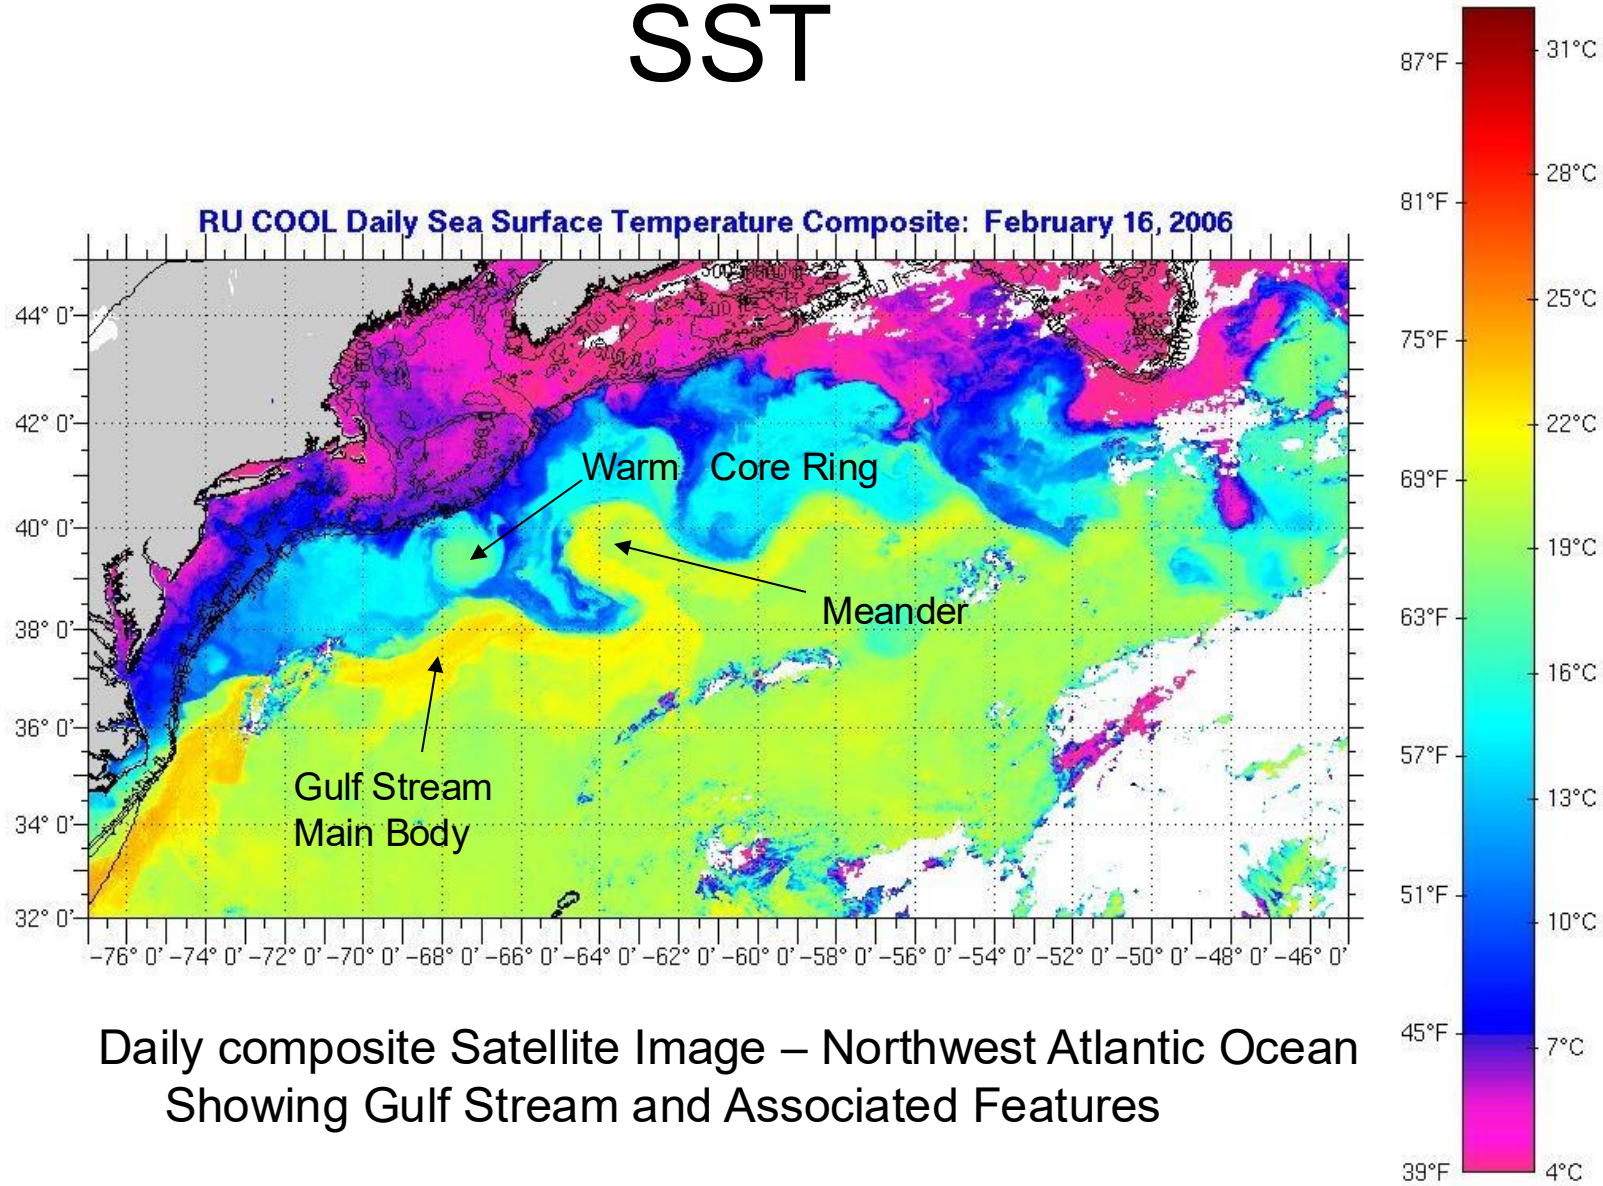 SST
RU COOL Daily Sea Surface Temperature Composite: February 16, 2006
44° 0'
42° 0'
40° 0'
38° 0'
36° 0'
34° 0'
32° 0'
Warm Core Ring
Meander
Gulf Stream
Main Body
-76° 0' -74° 0' -72° 0' -70° 0' -68° 0' -66° 0' -64° 0' -62° 0' -60° 0' -58° 0' -56° 0' -54° 0' -52° 0' -50° 0' -48° 0' -46° 0'
Daily composite Satellite Image – Northwest Atlantic Ocean
Showing Gulf Stream and Associated Features
87°F
81°F
75°F
69°F
63°F
57°F
51°F
45°F
39°F
31°C
28°C
25°C
22°C
19°C
16°C
13°C
10°C
7°C
4°C